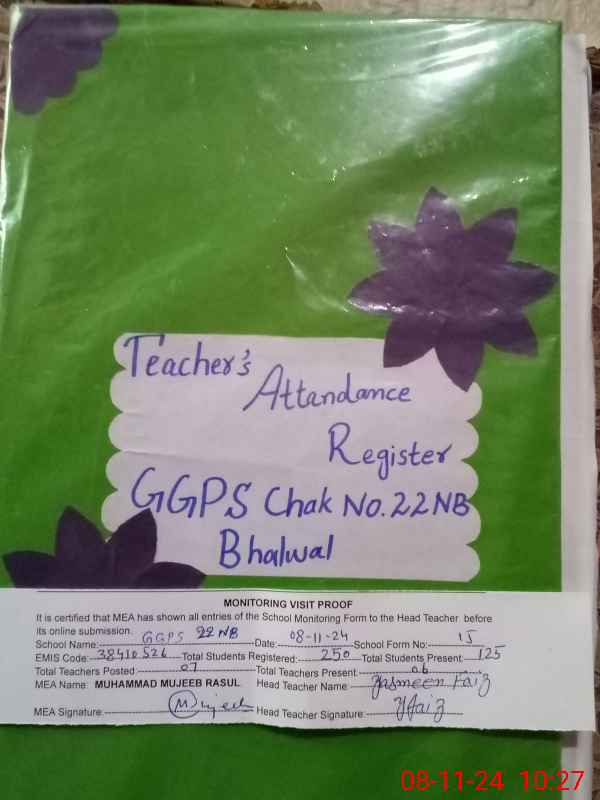 Teacher's
Attandance
Register
GGPS Chak No. 22NB
Bhalwal
MONITORING VISIT PROOF
It is certified that MEA has shown all entries of the School Monitoring Form to the Head Teacher before
its online submission.
School Name: GGPS 22 NB Date: 08-11-24 School Form No: 15
EMIS Code: 38410526 Total Students Registered: 250 Total Students Present: 125
Total Teachers Posted: 07 Total Teachers Present: 06
MEA Name: MUHAMMAD MUJEEB RASUL Head Teacher Name: Yasmeen Faiz
MEA Signature: Mujeeb Head Teacher Signature: YFaiz
08-11-24 10:27